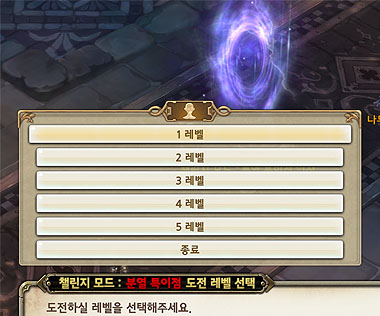 나투
1 레벨
2 레벨
3 레벨
4 레벨
5 레벨
종료
챌린지 모드 : 분열 특이점 도전 레벨 선택
도전하실 레벨을 선택해주세요.